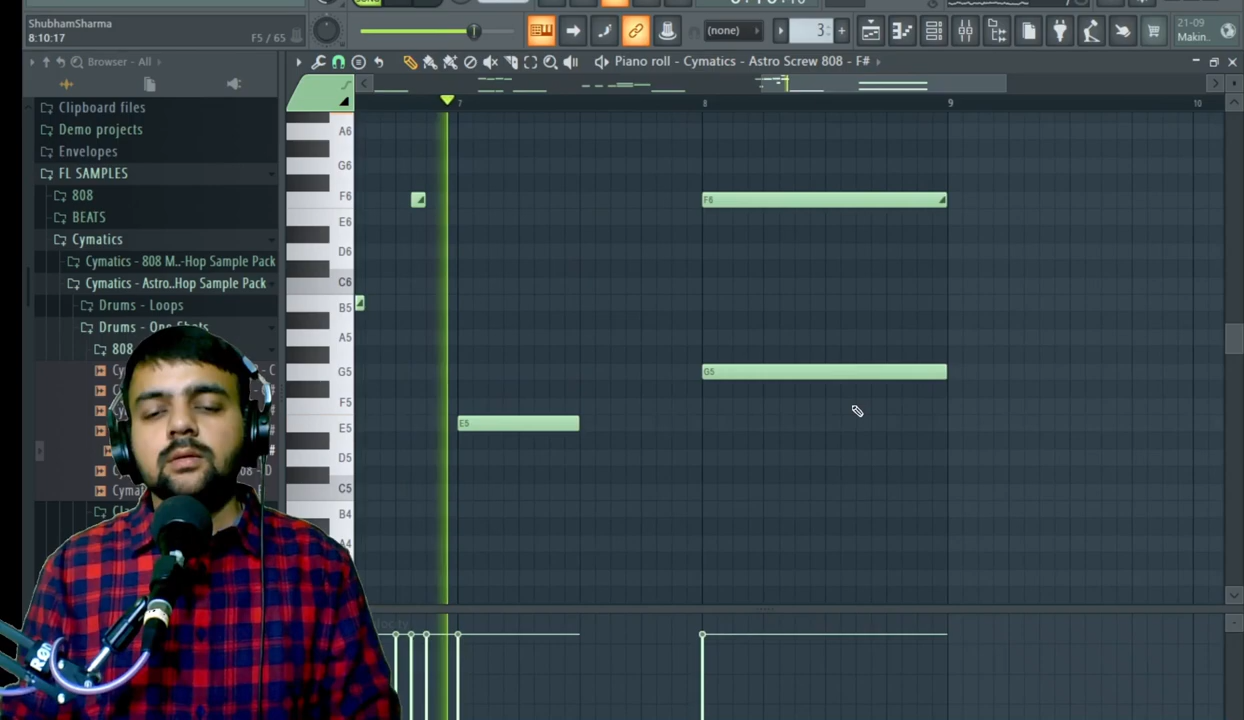 ShubhamSharma
8:10:17
F5 / 65
(none)
3
21-09
Makin..
Browser - All
Piano roll - Cymatics - Astro Screw 808 - F#
Clipboard files
Demo projects
Envelopes
FL SAMPLES
808
BEATS
Cymatics
Cymatics - 808 M..-Hop Sample Pack
Cymatics - Astro..Hop Sample Pack
Drums - Loops
Drums - One Shots
808
7
8
9
10
A6
G6
F6
E6
D6
C6
B5
A5
G5
F5
E5
D5
C5
B4
A4
F6
G5
E5